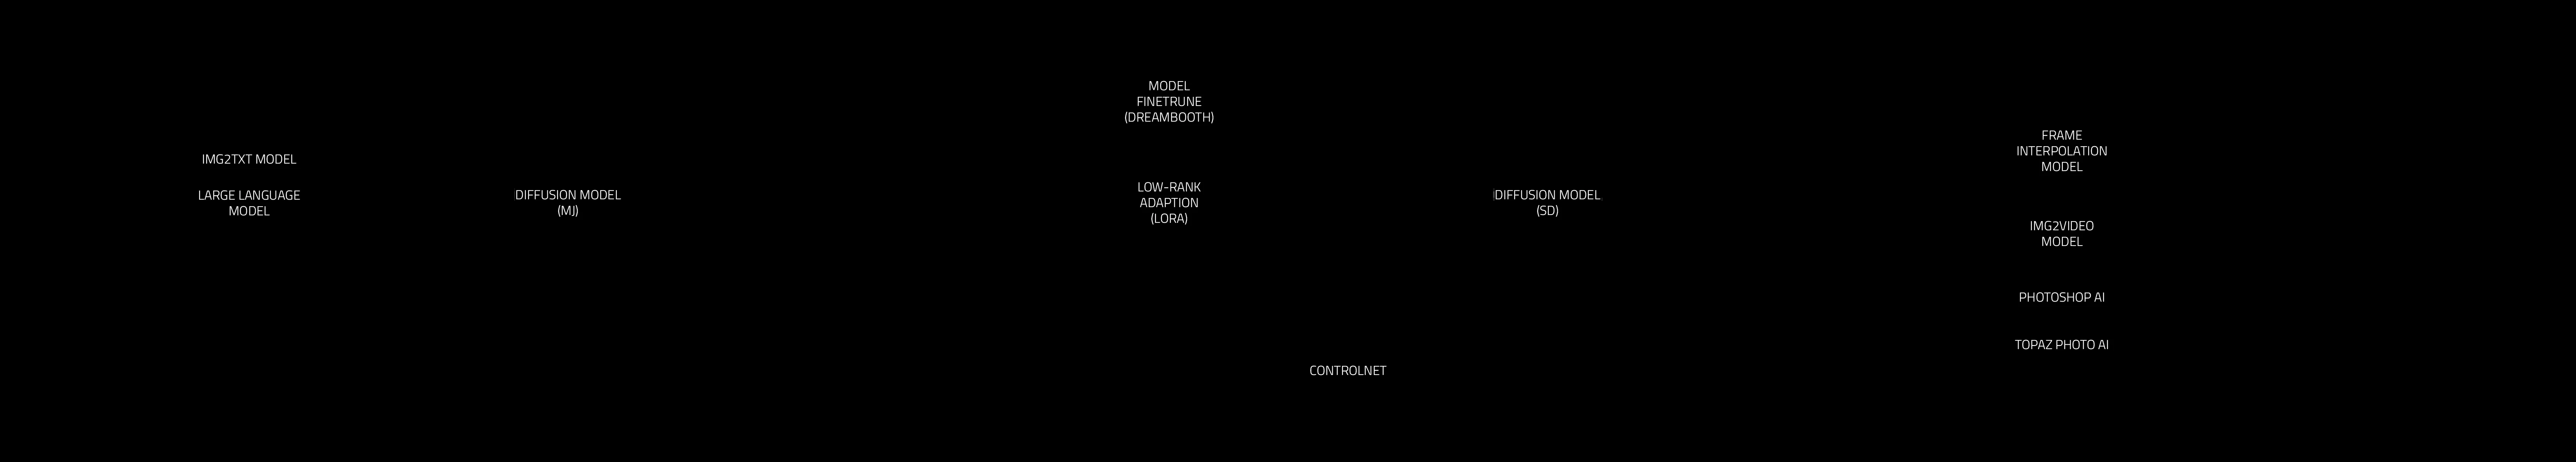 IMG2TXT MODEL
LARGE LANGUAGE
MODEL
DIFFUSION MODEL
(MJ)
MODEL
FINETRUNE
(DREAMBOOTH)
LOW-RANK
ADAPTION
(LORA)
CONTROLNET
DIFFUSION MODEL
(SD)
FRAME
INTERPOLATION
MODEL
IMG2VIDEO
MODEL
PHOTOSHOP AI
TOPAZ PHOTO AI